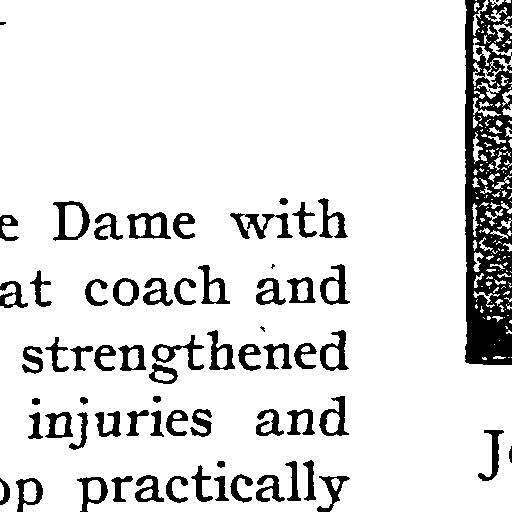 e Dame with
at coach and
strengthened
injuries and
op practically
Jo